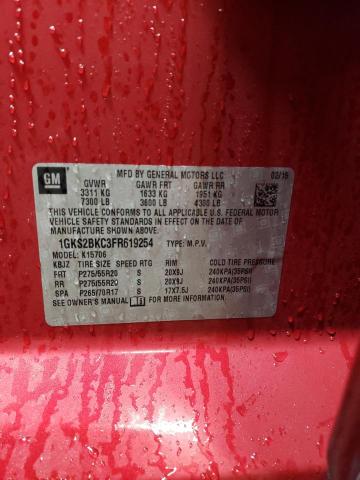 GM
MFD BY GENERAL MOTORS LLC 02/15
GVWR GAWR FRT GAWR RR
3311 KG 1633 KG 1951 KG
7300 LB 3600 LB 4300 LB
THIS VEHICLE CONFORMS TO ALL APPLICABLE U.S. FEDERAL MOTOR
VEHICLE SAFETY STANDARDS IN EFFECT ON THE DATE OF
MANUFACTURE SHOWN ABOVE.
1GKS2BKC3FR619254 TYPE: M.P.V.
MODEL: K15706
KBJZ TIRE SIZE SPEED RTG RIM COLD TIRE PRESSURE
FRT P275/55R20 S 20X9J 240KPA(35PSI)
RR P275/55R20 S 20X9J 240KPA(35PSI)
SPA P265/70R17 S 17X7.5J 240KPA(35PSI)
SEE OWNER'S MANUAL FOR MORE INFORMATION.